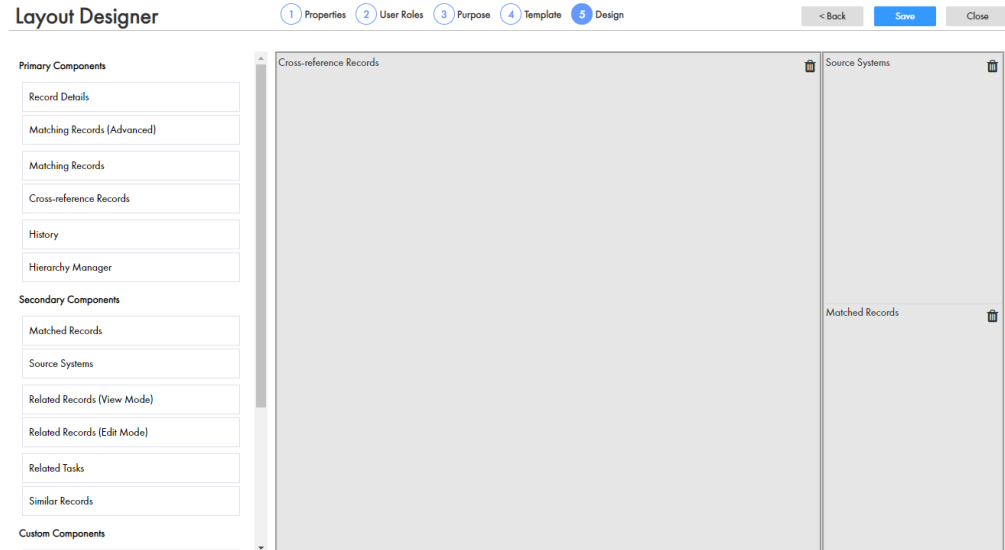 Layout Designer
1 Properties 2 User Roles 3 Purpose 4 Template 5 Design
< Back Save Close
Primary Components
Record Details
Matching Records (Advanced)
Matching Records
Cross-reference Records
History
Hierarchy Manager
Secondary Components
Matched Records
Source Systems
Related Records (View Mode)
Related Records (Edit Mode)
Related Tasks
Similar Records
Custom Components
Cross-reference Records
Source Systems
Matched Records